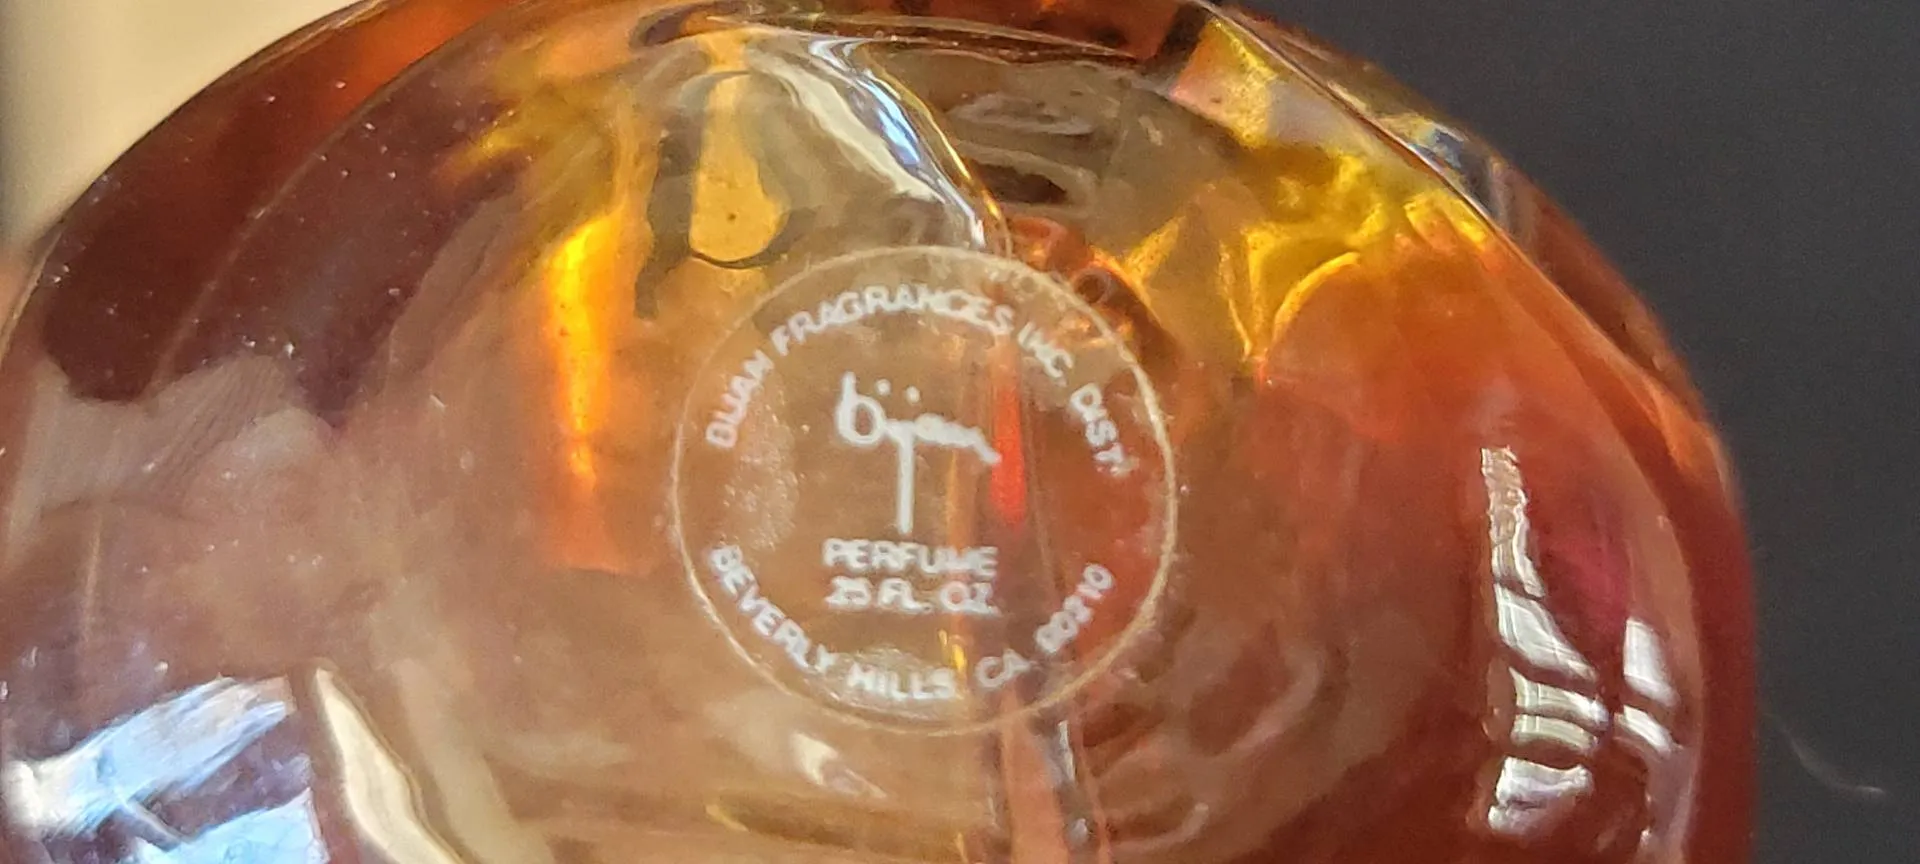 BIJAN FRAGRANCES INC. DIST.
bijan
PERFUME
.25 FL. OZ.
BEVERLY HILLS, CA. 90210